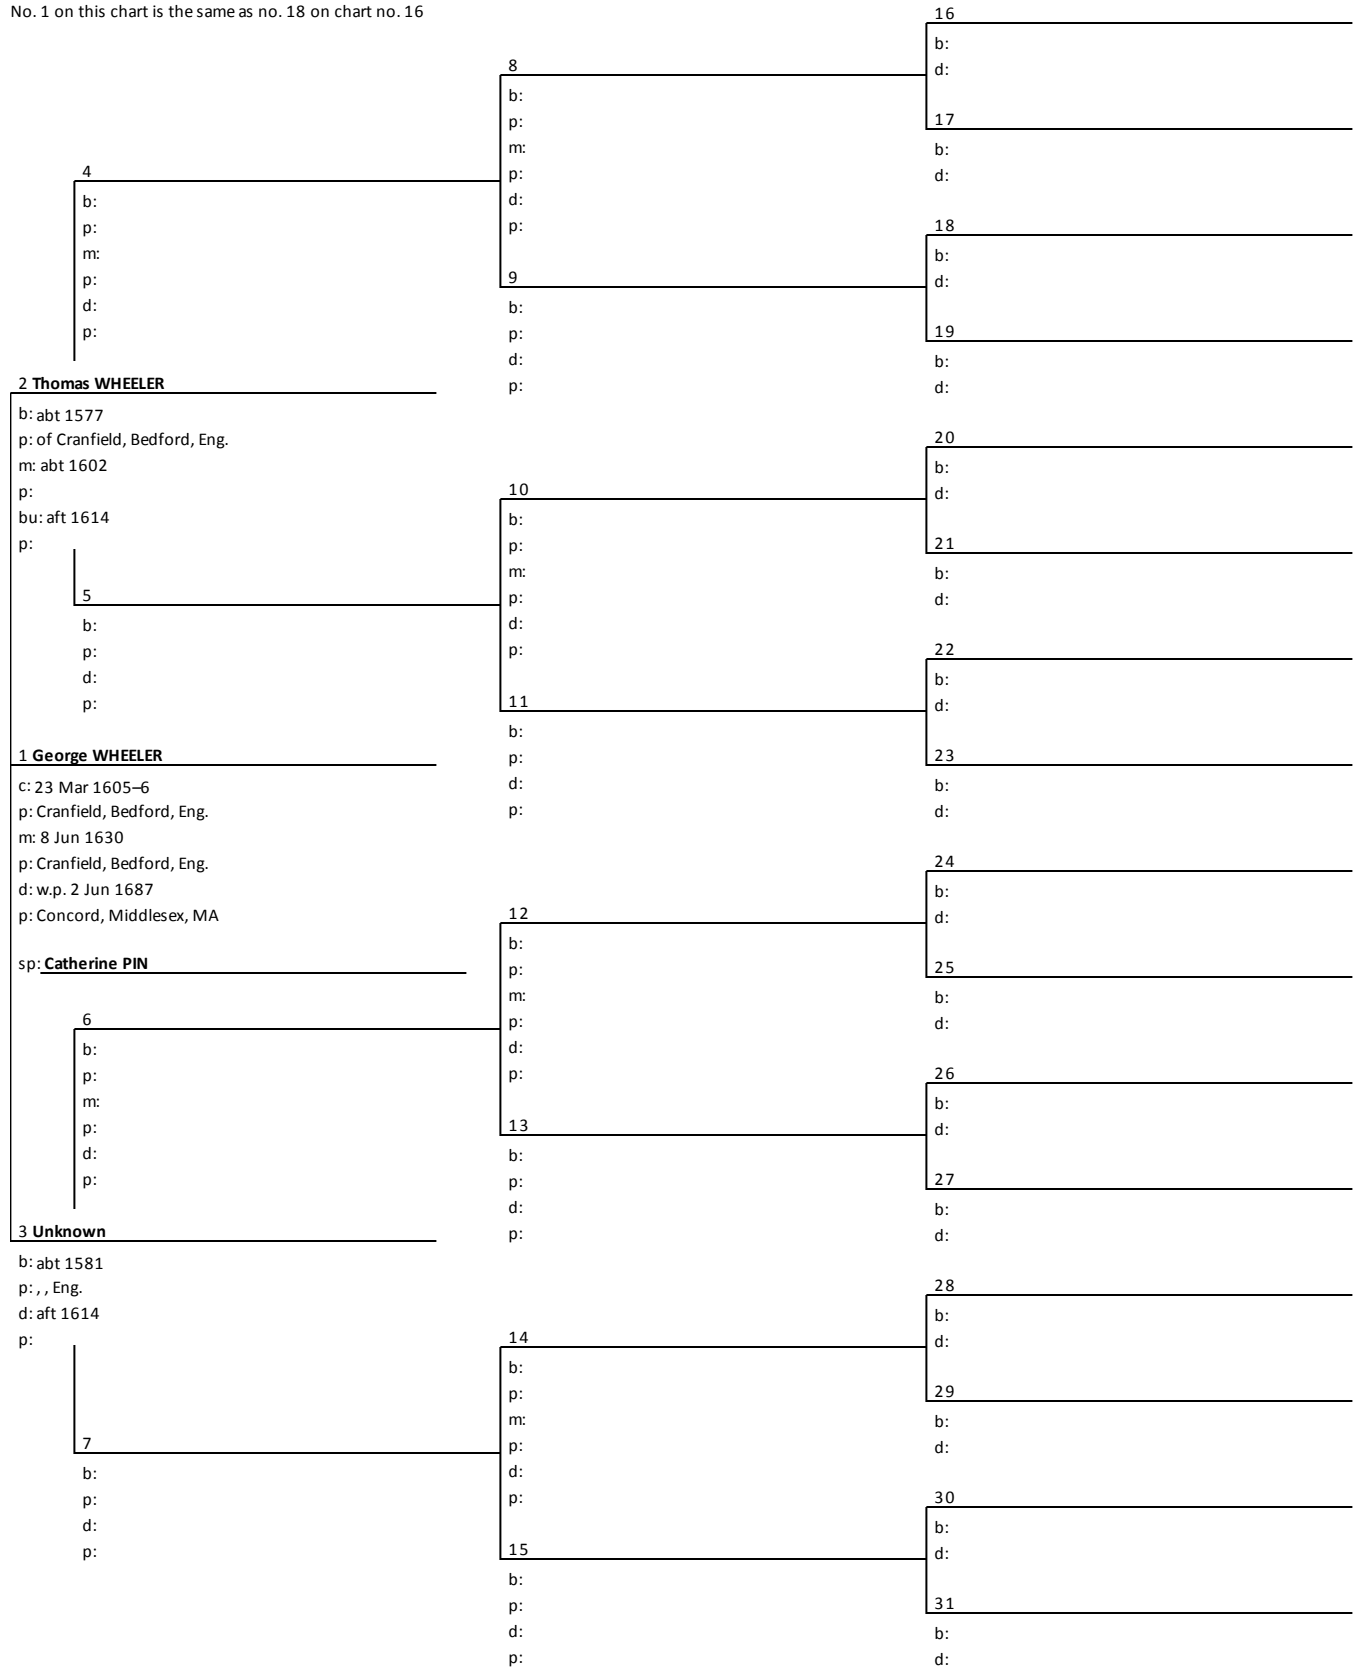 No. 1 on this chart is the same as no. 18 on chart no. 16
16
b:
d:
8
b:
p:
m:
p:
d:
p:
17
b:
d:
4
b:
p:
m:
p:
d:
p:
18
b:
d:
9
b:
p:
d:
p:
19
b:
d:
2 Thomas WHEELER
b: abt 1577
p: of Cranfield, Bedford, Eng.
m: abt 1602
p:
bu: aft 1614
p:
20
b:
d:
10
b:
p:
m:
p:
d:
p:
21
b:
d:
5
b:
p:
d:
p:
22
b:
d:
11
b:
p:
d:
p:
23
b:
d:
1 George WHEELER
c: 23 Mar 1605–6
p: Cranfield, Bedford, Eng.
m: 8 Jun 1630
p: Cranfield, Bedford, Eng.
d: w.p. 2 Jun 1687
p: Concord, Middlesex, MA
sp: Catherine PIN
24
b:
d:
12
b:
p:
m:
p:
d:
p:
25
b:
d:
6
b:
p:
m:
p:
d:
p:
26
b:
d:
13
b:
p:
d:
p:
27
b:
d:
3 Unknown
b: abt 1581
p: , , Eng.
d: aft 1614
p:
28
b:
d:
14
b:
p:
m:
p:
d:
p:
29
b:
d:
7
b:
p:
d:
p:
30
b:
d:
15
b:
p:
d:
p:
31
b:
d: